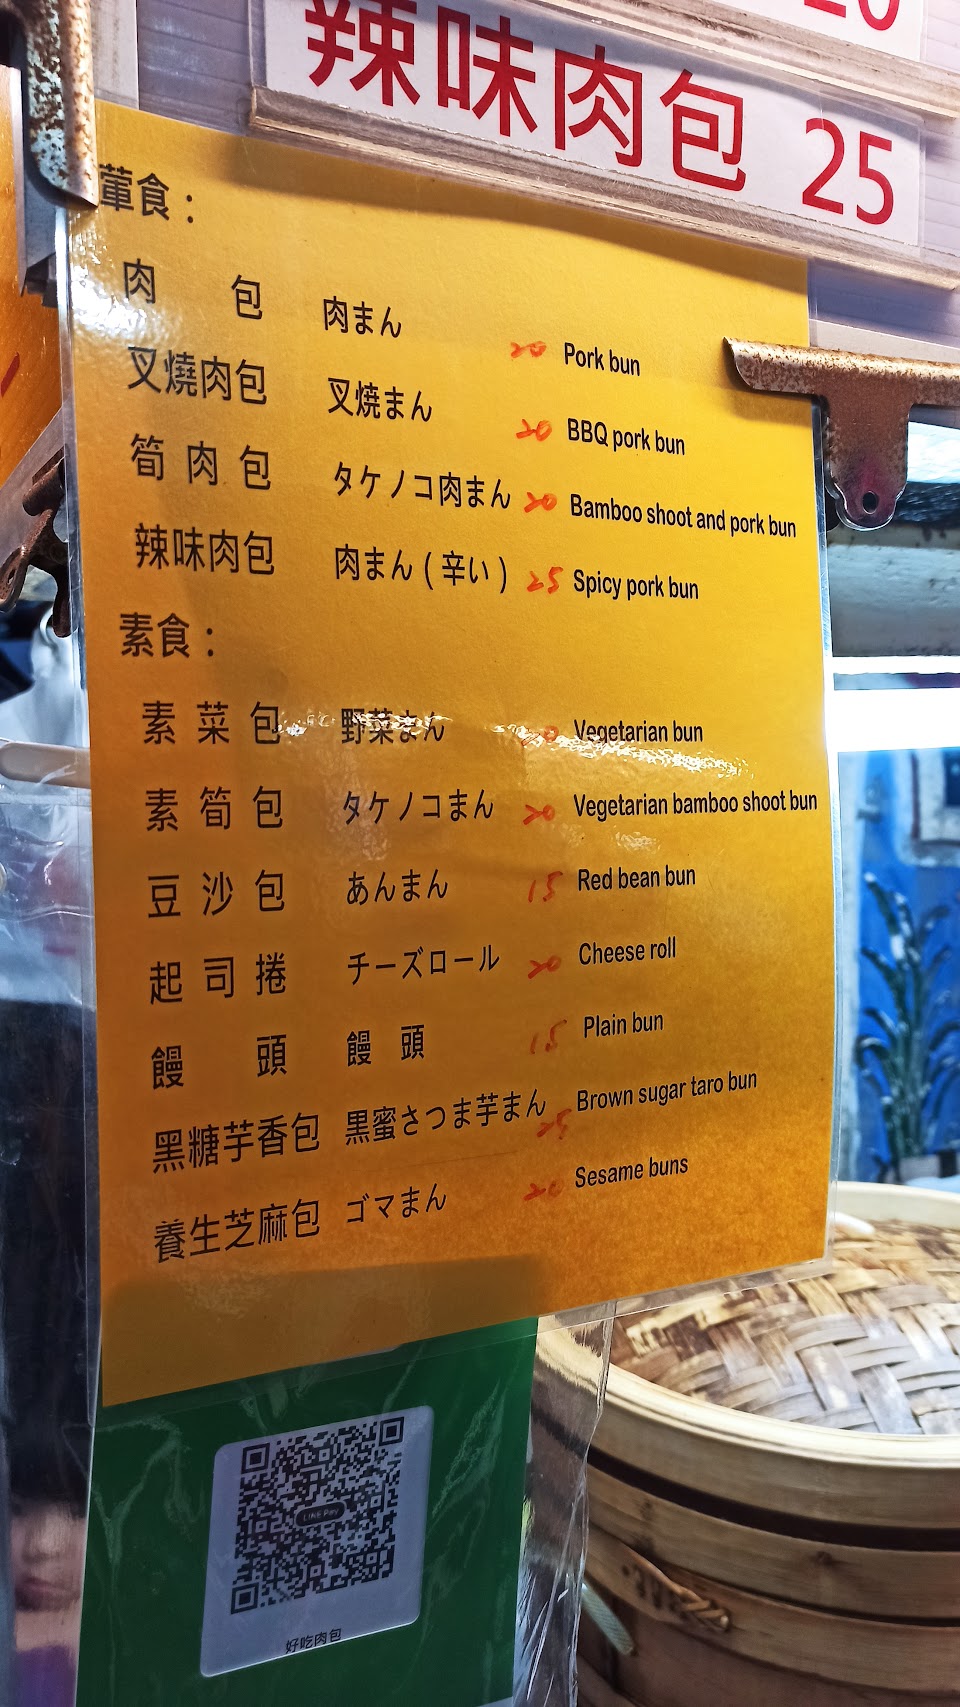 20
辣味肉包 25
葷食：
肉 包 肉まん 20 Pork bun
叉燒肉包 叉焼まん 20 BBQ pork bun
筍肉包 タケノコ肉まん 20 Bamboo shoot and pork bun
辣味肉包 肉まん(辛い) 25 Spicy pork bun
素食：
素菜包 野菜まん 20 Vegetarian bun
素筍包 タケノコまん 20 Vegetarian bamboo shoot bun
豆沙包 あんまん 15 Red bean bun
起司捲 チーズロール 20 Cheese roll
饅 頭 饅 頭 15 Plain bun
黑糖芋香包 黒蜜さつま芋まん Brown sugar taro bun
養生芝麻包 ゴマまん 20 Sesame buns
LINE Pay
好吃肉包